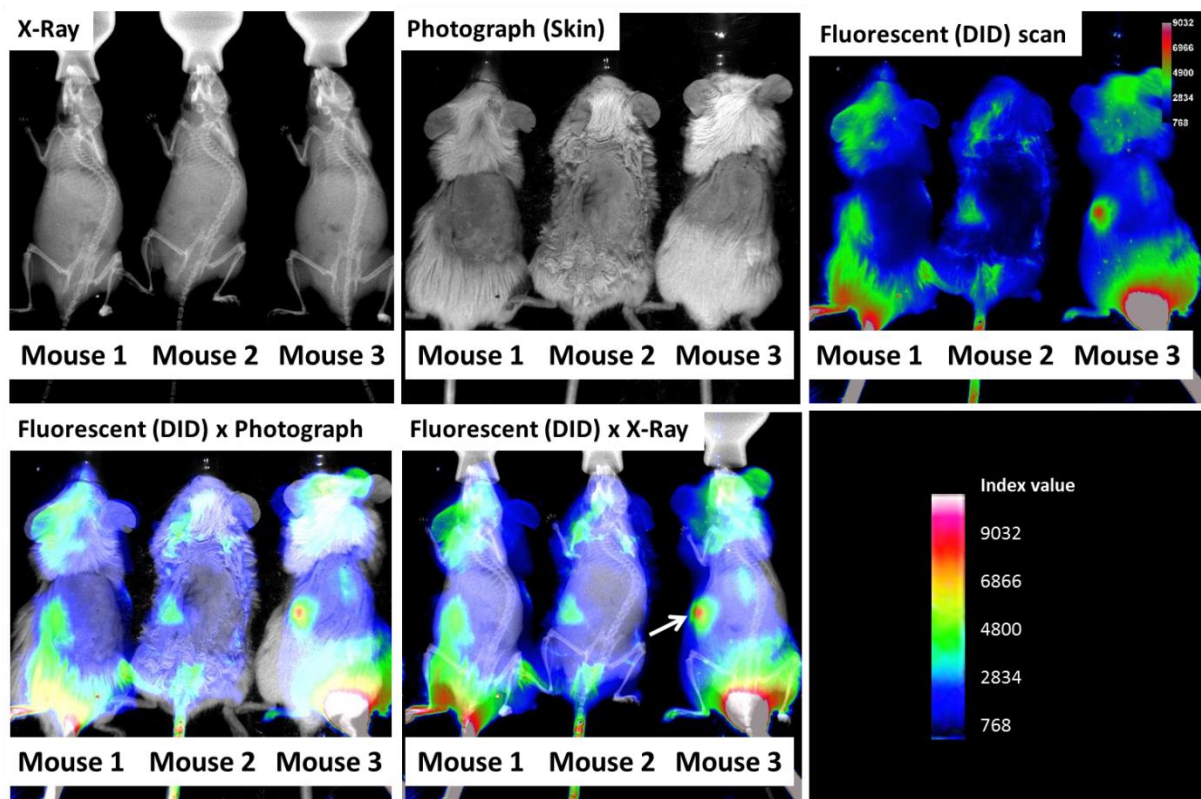 X-Ray
Photograph (Skin)
Fluorescent (DID) scan
9032
6966
4900
2834
768
Mouse 1 Mouse 2 Mouse 3
Mouse 1 Mouse 2 Mouse 3
Mouse 1 Mouse 2 Mouse 3
Fluorescent (DID) x Photograph
Fluorescent (DID) x X-Ray
Index value
9032
6866
4800
2834
768
Mouse 1 Mouse 2 Mouse 3
Mouse 1 Mouse 2 Mouse 3